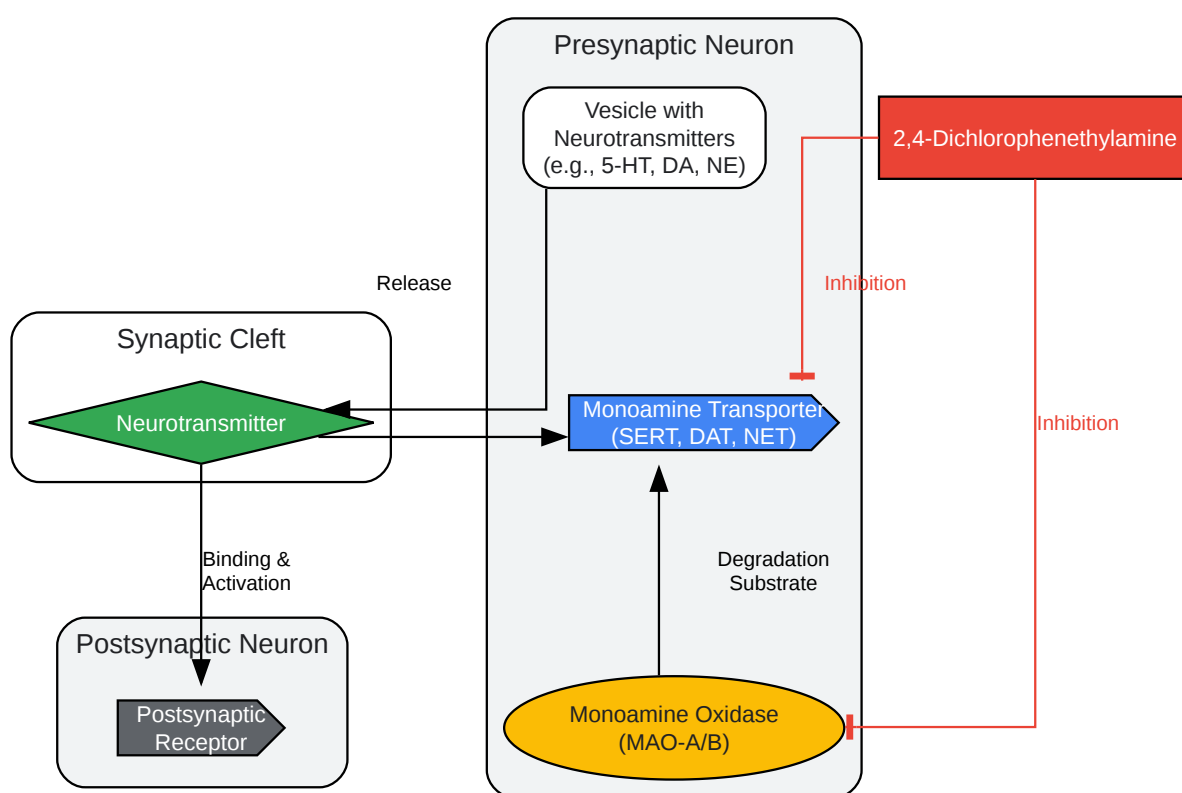 Presynaptic Neuron
Vesicle with
Neurotransmitters
(e.g., 5-HT, DA, NE)
2,4-Dichlorophenethylamine
Release
Inhibition
Synaptic Cleft
Neurotransmitter
Monoamine Transporter
(SERT, DAT, NET)
Inhibition
Binding &
Activation
Degradation
Substrate
Postsynaptic Neuron
Postsynaptic
Receptor
Monoamine Oxidase
(MAO-A/B)